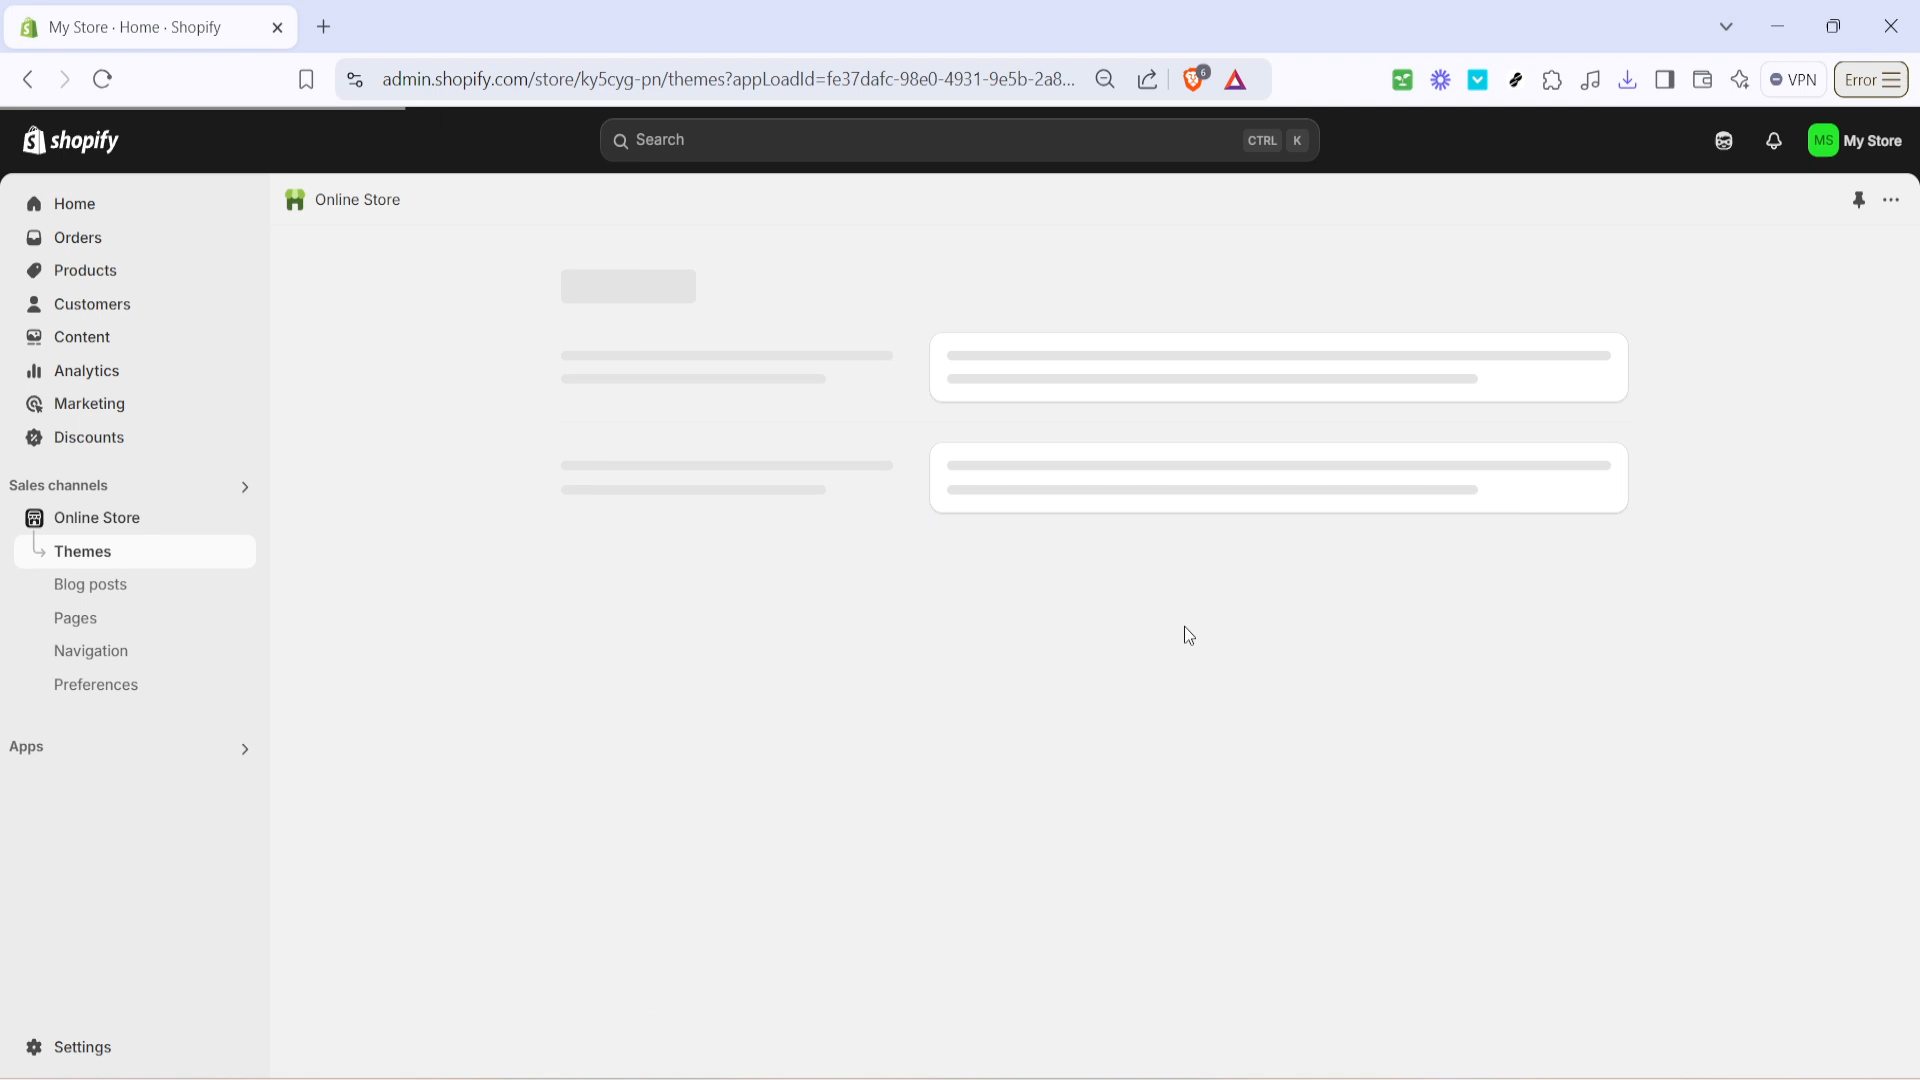 My Store · Home · Shopify
admin.shopify.com/store/ky5cyg-pn/themes?appLoadId=fe37dafc-98e0-4931-9e5b-2a8...
6
VPN
Error
shopify
Search
CTRL K
MS My Store
Home
Orders
Products
Customers
Content
Analytics
Marketing
Discounts
Sales channels
Online Store
Themes
Blog posts
Pages
Navigation
Preferences
Apps
Settings
Online Store